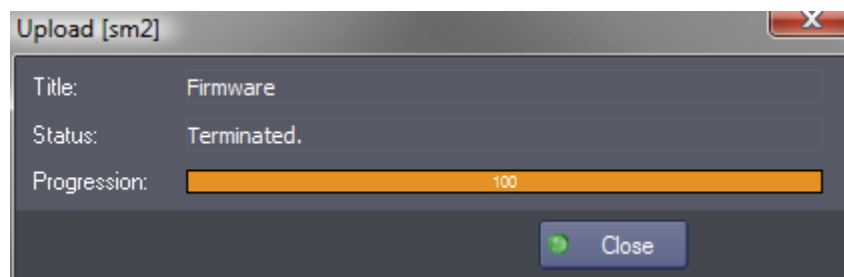 Upload [sm2]
Title: Firmware
Status: Terminated.
Progression: 100
Close